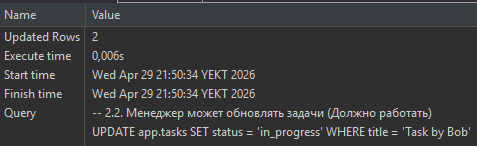 Name Value
Updated Rows 2
Execute time 0,006s
Start time Wed Apr 29 21:50:34 YEKT 2026
Finish time Wed Apr 29 21:50:34 YEKT 2026
Query -- 2.2. Менеджер может обновлять задачи (Должно работать)
UPDATE app.tasks SET status = 'in_progress' WHERE title = 'Task by Bob'